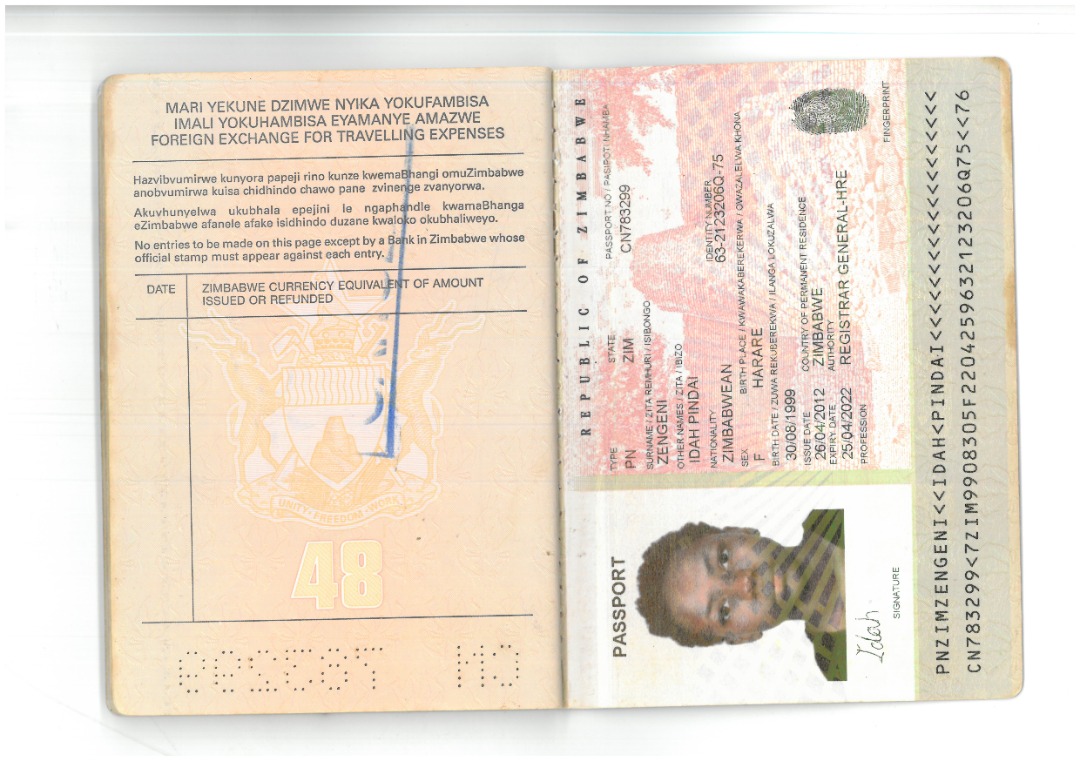 MARI YEKUNE DZIMWE NYIKA YOKUFAMBISA
IMALI YOKUHAMBISA EYAMANYE AMAZWE
FOREIGN EXCHANGE FOR TRAVELLING EXPENSES
Hazvibvumirwe kunyora papeji rino kunze kwemaBhangi omuZimbabwe
anobvumirwa kuisa chidhindo chawo pane zvinenge zvanyorwa.
Akuvhunyelwa ukubhala epejini le ngaphandle kwamaBhanga
eZimbabwe afanele afake isidhindo duzane kwaloko okubhaliweyo.
No entries to be made on this page except by a Bank in Zimbabwe whose
official stamp must appear against each entry.
DATE
ZIMBABWE CURRENCY EQUIVALENT OF AMOUNT
ISSUED OR REFUNDED
UNITY FREEDOM WORK
48
REPUBLIC OF ZIMBABWE
TYPE STATE PASSPORT NO / PASIPOTI NHAMBA
PN ZIM CN783299
SURNAME / ZITA REMHURI / ISIBONGO
ZENGENI
OTHER NAMES / ZITA / IBIZO
IDAH PINDAI
NATIONALITY IDENTITY NUMBER
ZIMBABWEAN 63-2123206Q-75
SEX BIRTH PLACE / KWAWAKABEREKERWA / OWAZALELWA KHONA
F HARARE
BIRTH DATE / ZUWA REKUBEREKWA / ILANGA LOKUZALWA
30/08/1999
ISSUE DATE COUNTRY OF PERMANENT RESIDENCE
26/04/2012 ZIMBABWE
EXPIRY DATE AUTHORITY
25/04/2022 REGISTRAR GENERAL-HRE
PROFESSION
FINGERPRINT
PASSPORT
Idah
SIGNATURE
PNZIMZENGENI<<IDAH<PINDAI<<<<<<<<<<<<<<<<<<<
CN783299<7ZIM9908305F2204259632123206Q75<<76